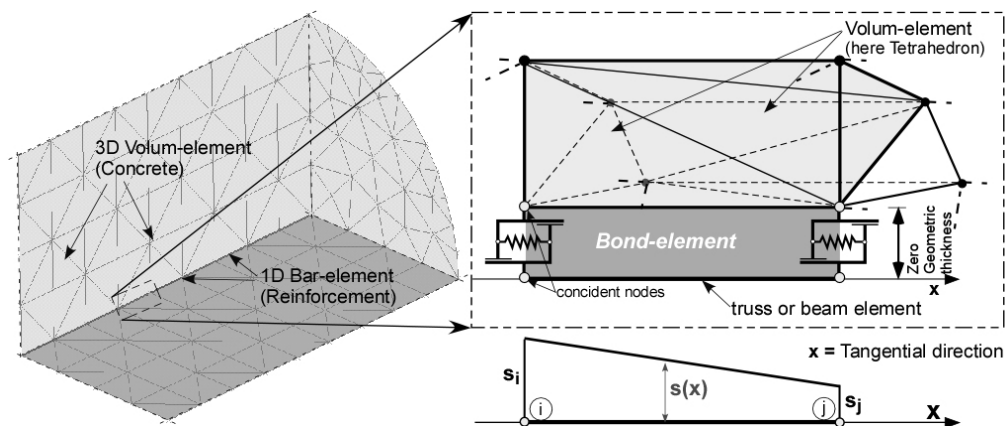 3D Volum-element
(Concrete)
1D Bar-element
(Reinforcement)
Volum-element
(here Tetrahedron)
Bond-element
Zero
Geometric
thickness
x
concident nodes
truss or beam element
x = Tangential direction
si
s(x)
sj
i
j
x